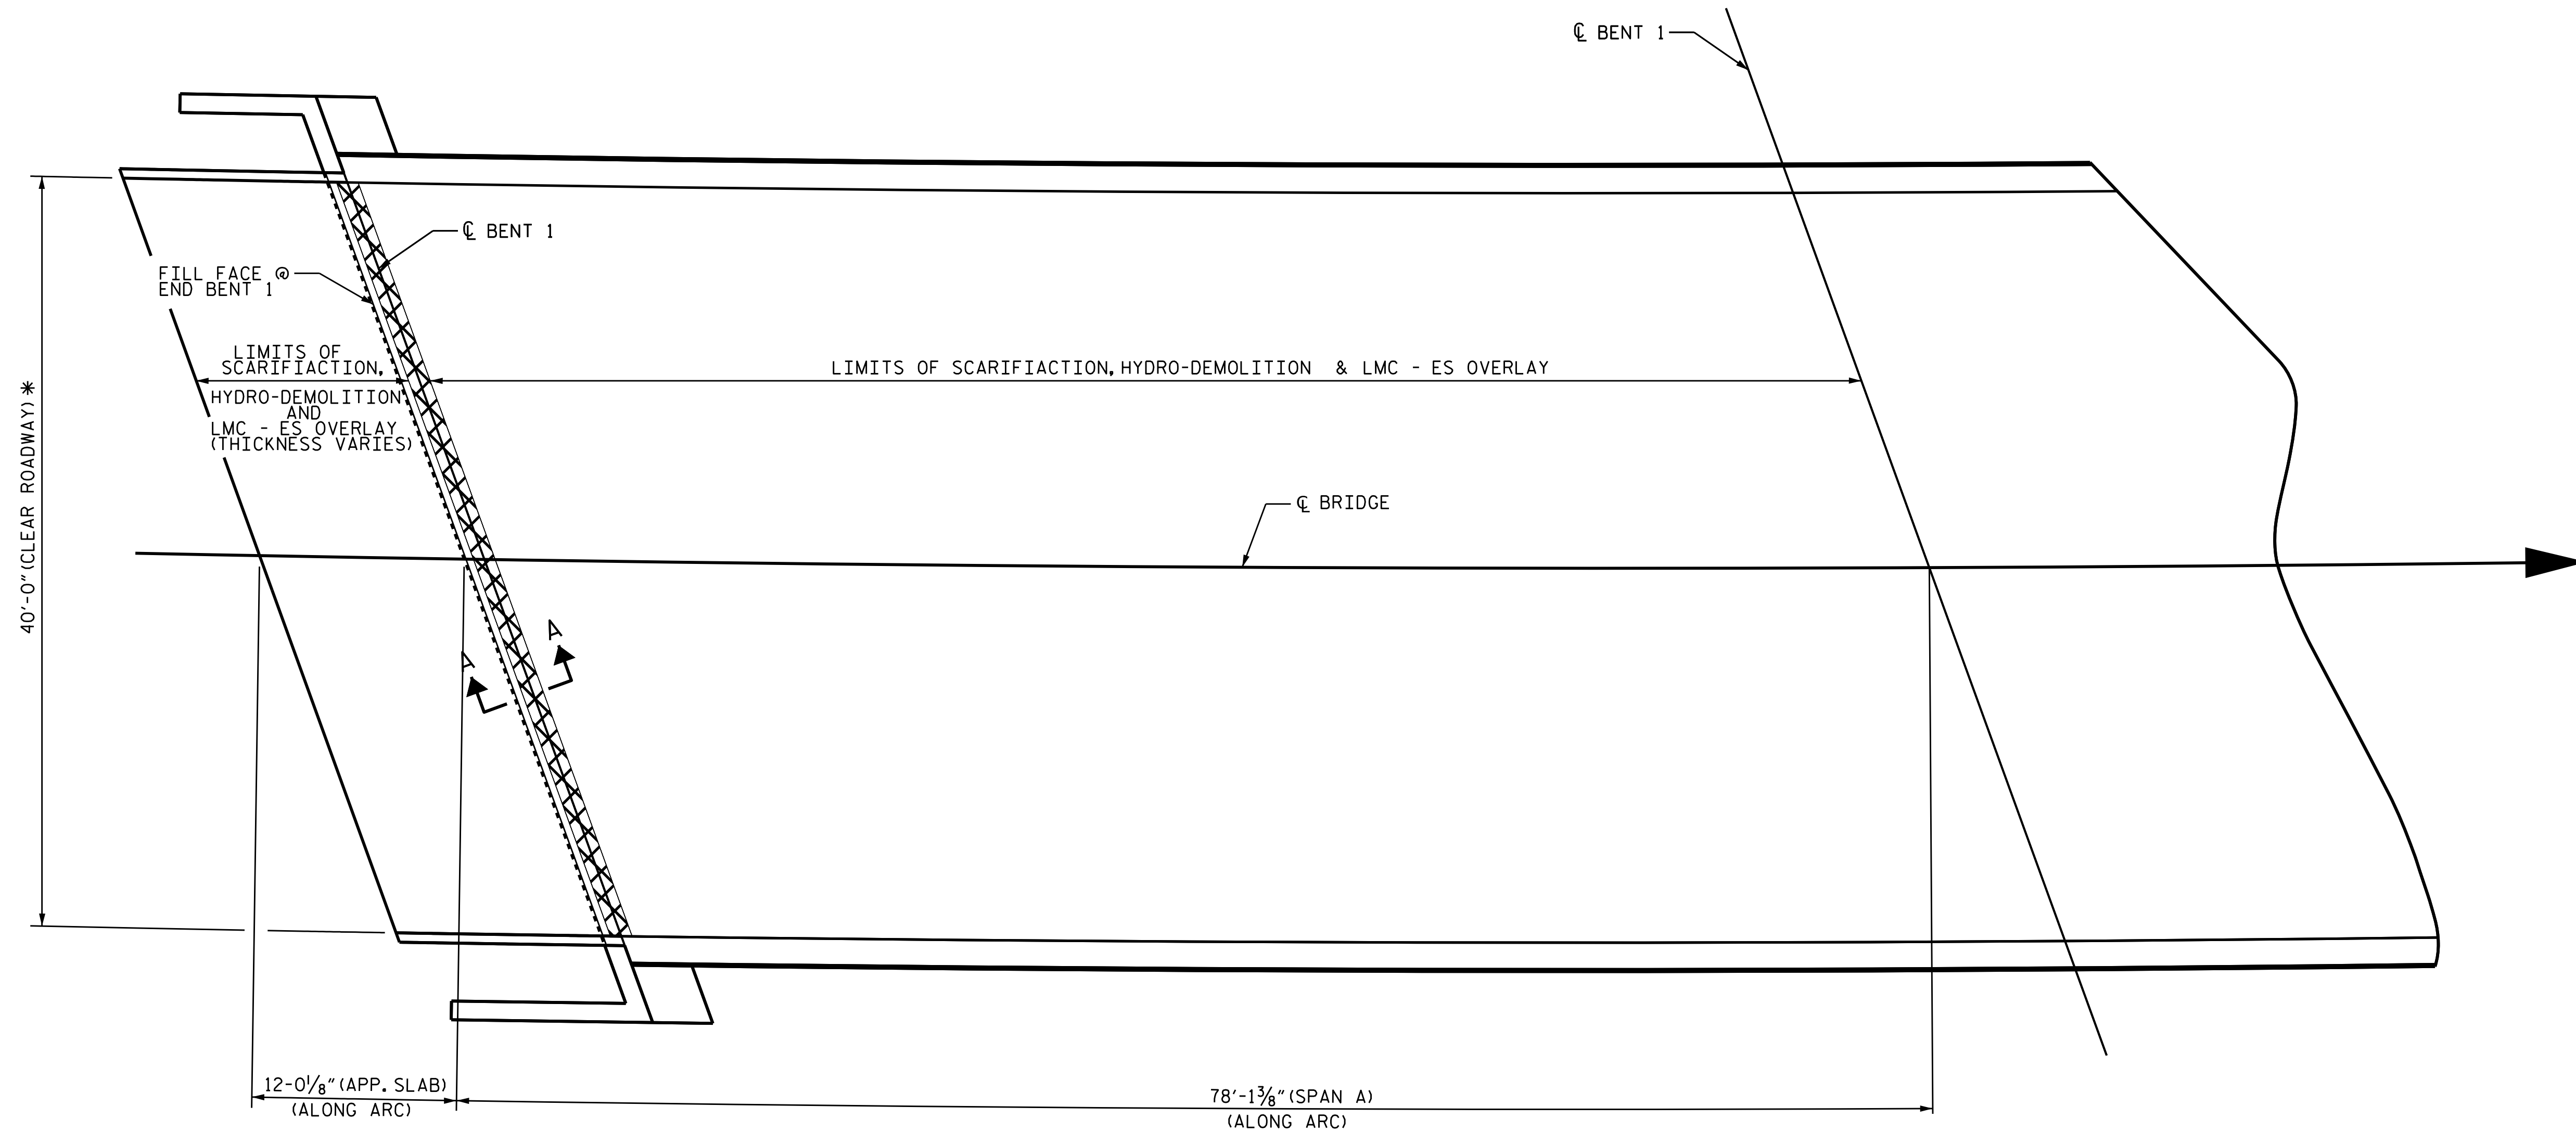 ℄ BENT 1
℄ BENT 1
FILL FACE @
END BENT 1
LIMITS OF
SCARIFIACTION,
HYDRO-DEMOLITION
AND
LMC - ES OVERLAY
(THICKNESS VARIES)
LIMITS OF SCARIFIACTION, HYDRO-DEMOLITION & LMC - ES OVERLAY
40'-0" (CLEAR ROADWAY) *
℄ BRIDGE
A
A
12-0⅛" (APP. SLAB)
(ALONG ARC)
78'-1⅜" (SPAN A)
(ALONG ARC)